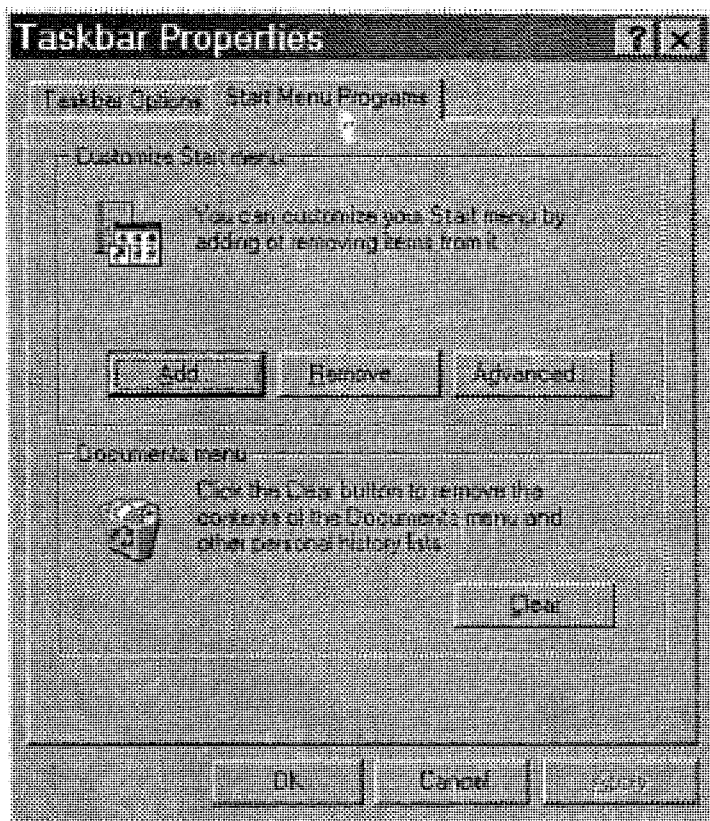 Taskbar Properties
? ×
Taskbar Options Start Menu Programs
Customize Start menu
You can customize your Start menu by
adding or removing items from it.
Add... Remove... Advanced...
Documents menu
Click the Clear button to remove the
contents of the Documents menu and
other personal history lists.
Clear
OK Cancel Apply